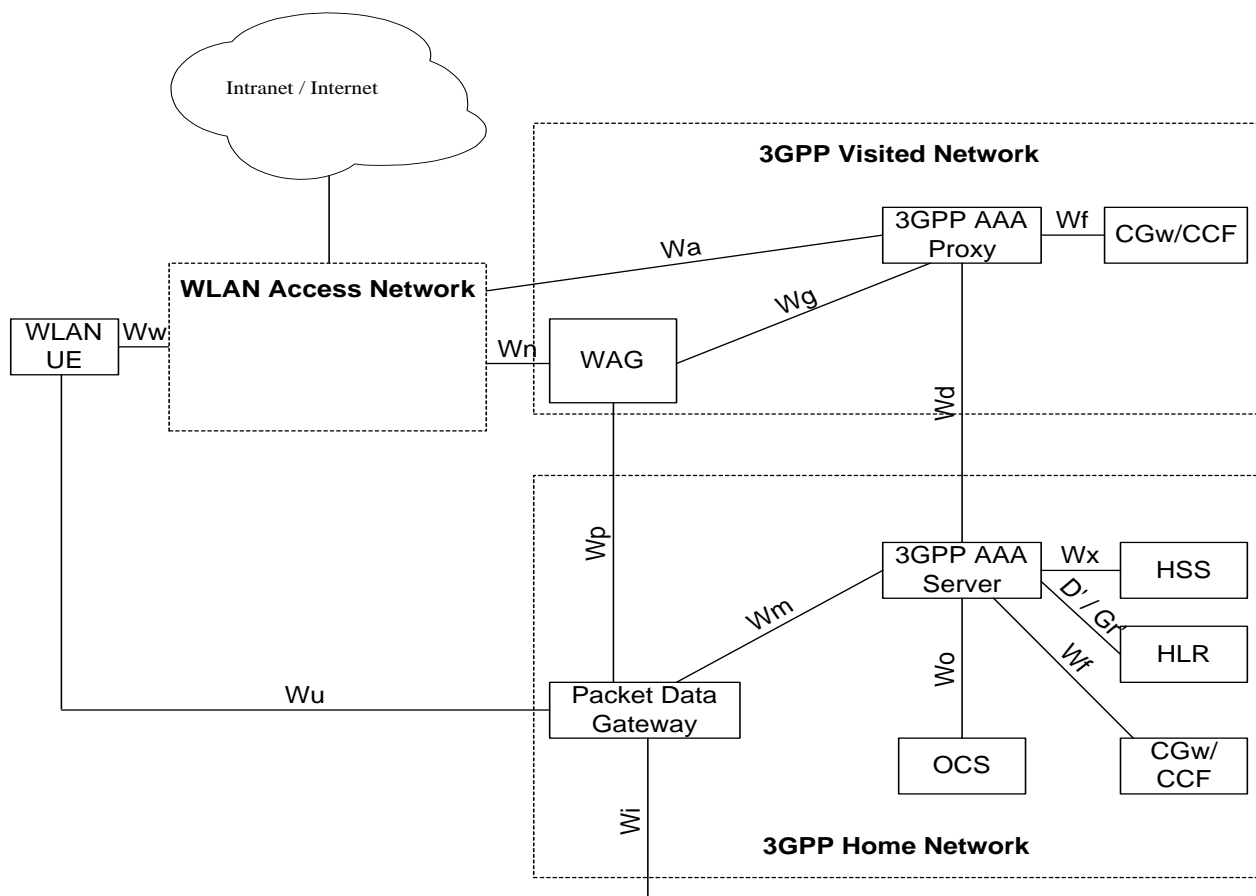 Intranet / Internet
3GPP Visited Network
3GPP AAA
Proxy
Wf
CGw/CCF
Wa
WLAN Access Network
Wg
WLAN
UE
Ww
Wn
WAG
Wd
Wp
3GPP AAA
Server
Wx
HSS
D' / Gr'
HLR
Wm
Wo
Wf
Wu
Packet Data
Gateway
OCS
CGw/
CCF
Wi
3GPP Home Network